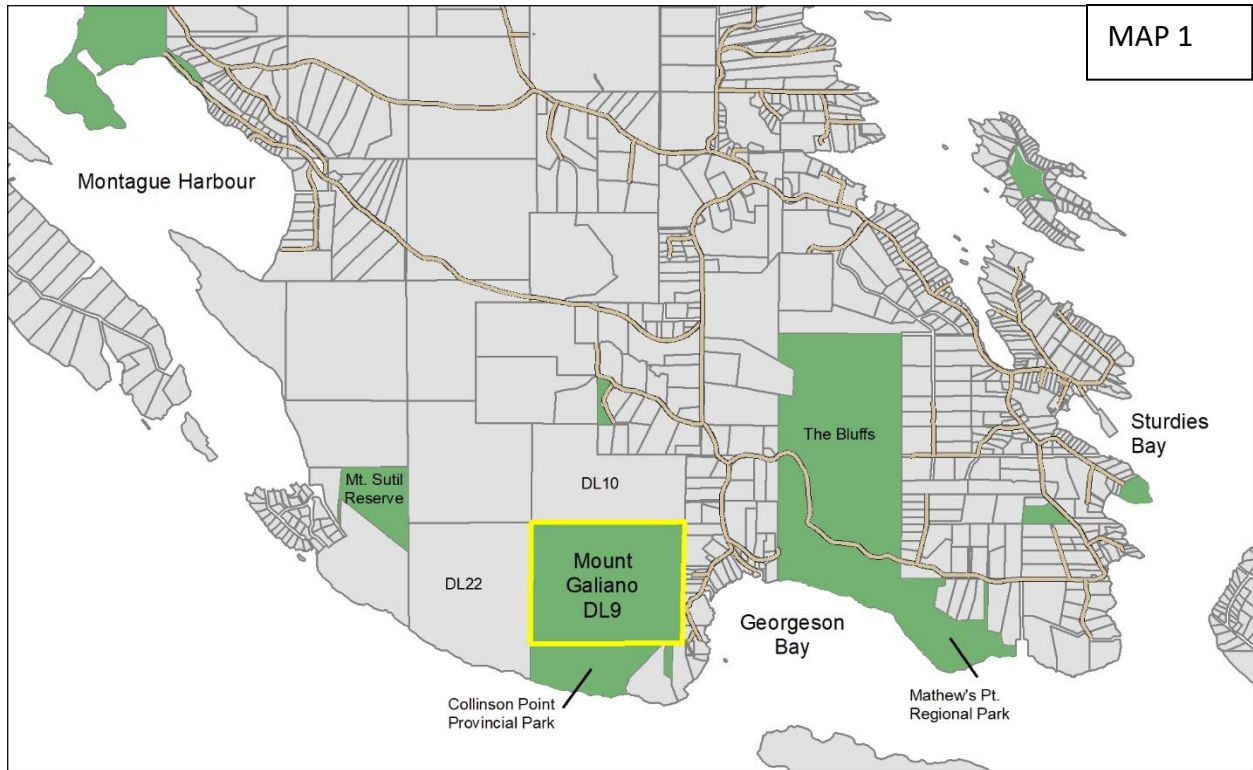 MAP 1
Montague Harbour
Sturdies
Bay
The Bluffs
Mt. Sutil
Reserve
DL10
Mount
Galiano
DL9
DL22
Georgeson
Bay
Collinson Point
Provincial Park
Mathew's Pt.
Regional Park